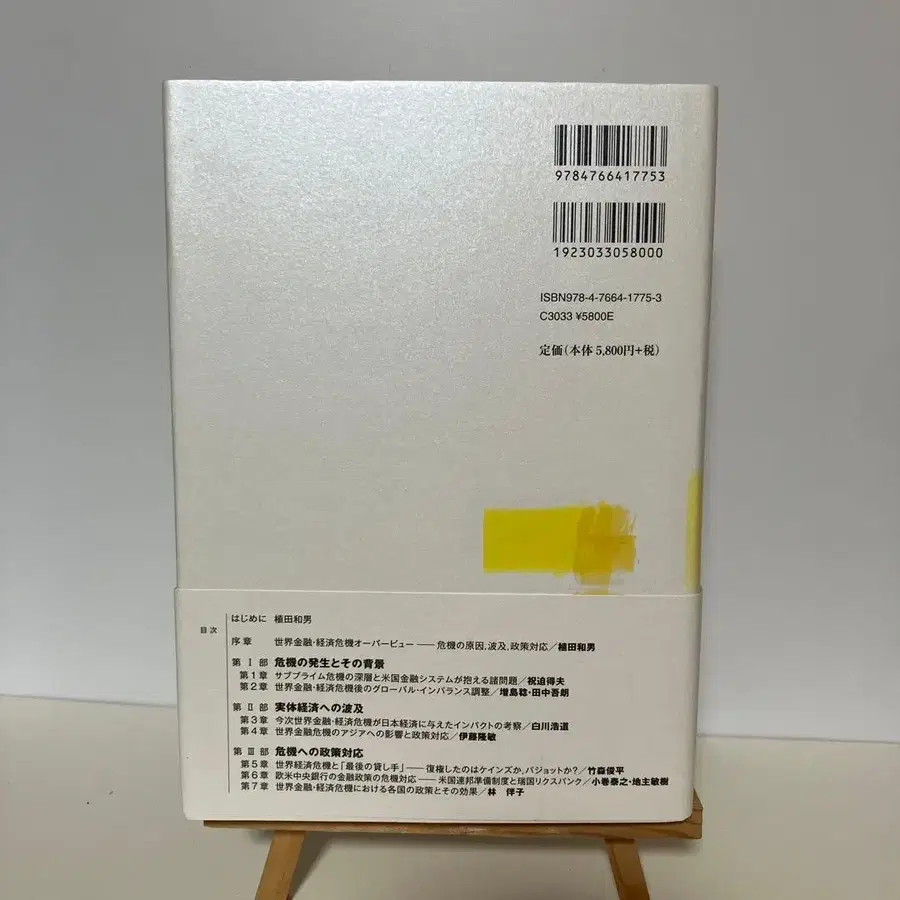 9784766417753
1923033058000
ISBN978-4-7664-1775-3
C3033 ¥5800E
定価(本体 5,800円+税)
目次
はじめに 植田和男
序章 世界金融・経済危機オーバービュー——危機の原因,波及,政策対応/植田和男
第Ⅰ部 危機の発生とその背景
第1章 サブプライム危機の深層と米国金融システムが抱える諸問題/祝迫得夫
第2章 世界金融・経済危機後のグローバル・インバランス調整/増島稔・田中吾朗
第Ⅱ部 実体経済への波及
第3章 今次世界金融・経済危機が日本経済に与えたインパクトの考察/白川浩道
第4章 世界金融危機のアジアへの影響と政策対応/伊藤隆敏
第Ⅲ部 危機への政策対応
第5章 世界経済危機と「最後の貸し手」——復権したのはケインズか,バジョットか?/竹森俊平
第6章 欧米中央銀行の金融政策の危機対応——米国連邦準備制度と瑞国リクスバンク/小巻泰之・地主敏樹
第7章 世界金融・経済危機における各国の政策とその効果/林 伴子